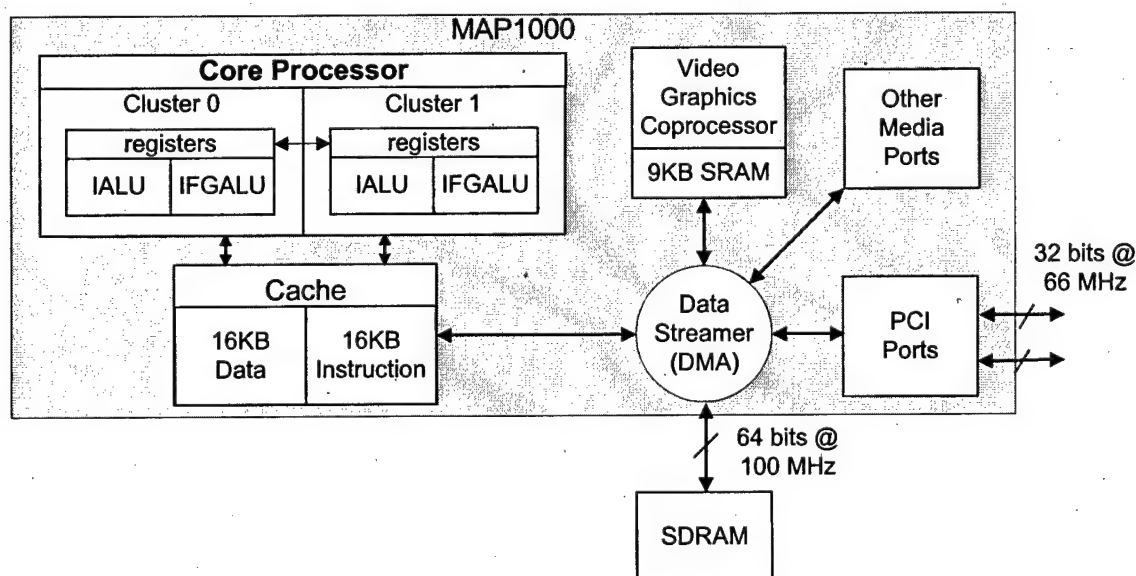 MAP1000
Core Processor
Cluster 0
Cluster 1
registers
registers
IALU
IFGALU
IALU
IFGALU
Cache
16KB
Data
16KB
Instruction
Video
Graphics
Coprocessor
9KB SRAM
Other
Media
Ports
Data
Streamer
(DMA)
PCI
Ports
32 bits @
66 MHz
64 bits @
100 MHz
SDRAM